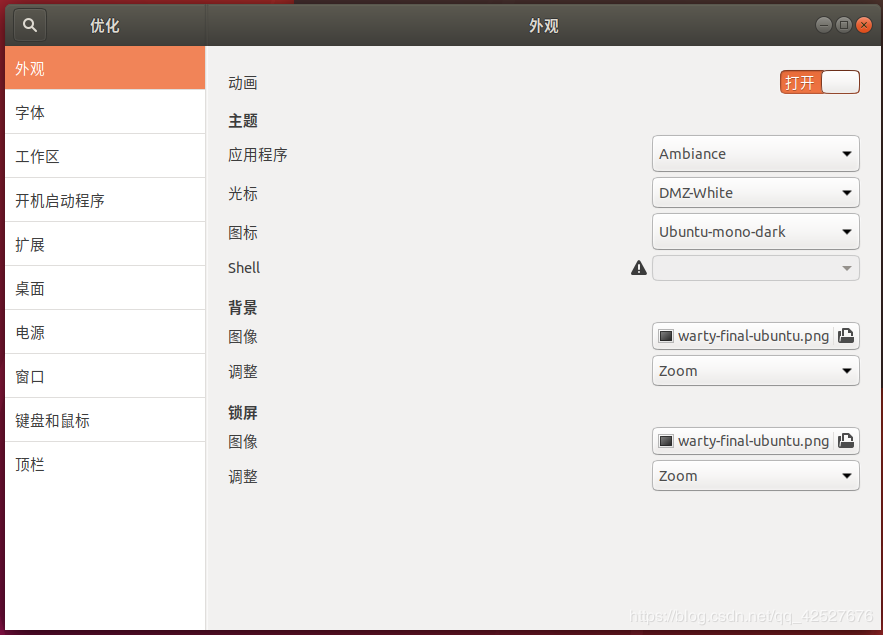 优化
外观
外观
字体
工作区
开机启动程序
扩展
桌面
电源
窗口
键盘和鼠标
顶栏
动画 打开
主题
应用程序 Ambiance
光标 DMZ-White
图标 Ubuntu-mono-dark
Shell
背景
图像 warty-final-ubuntu.png
调整 Zoom
锁屏
图像 warty-final-ubuntu.png
调整 Zoom
https://blog.csdn.net/qq_42527676